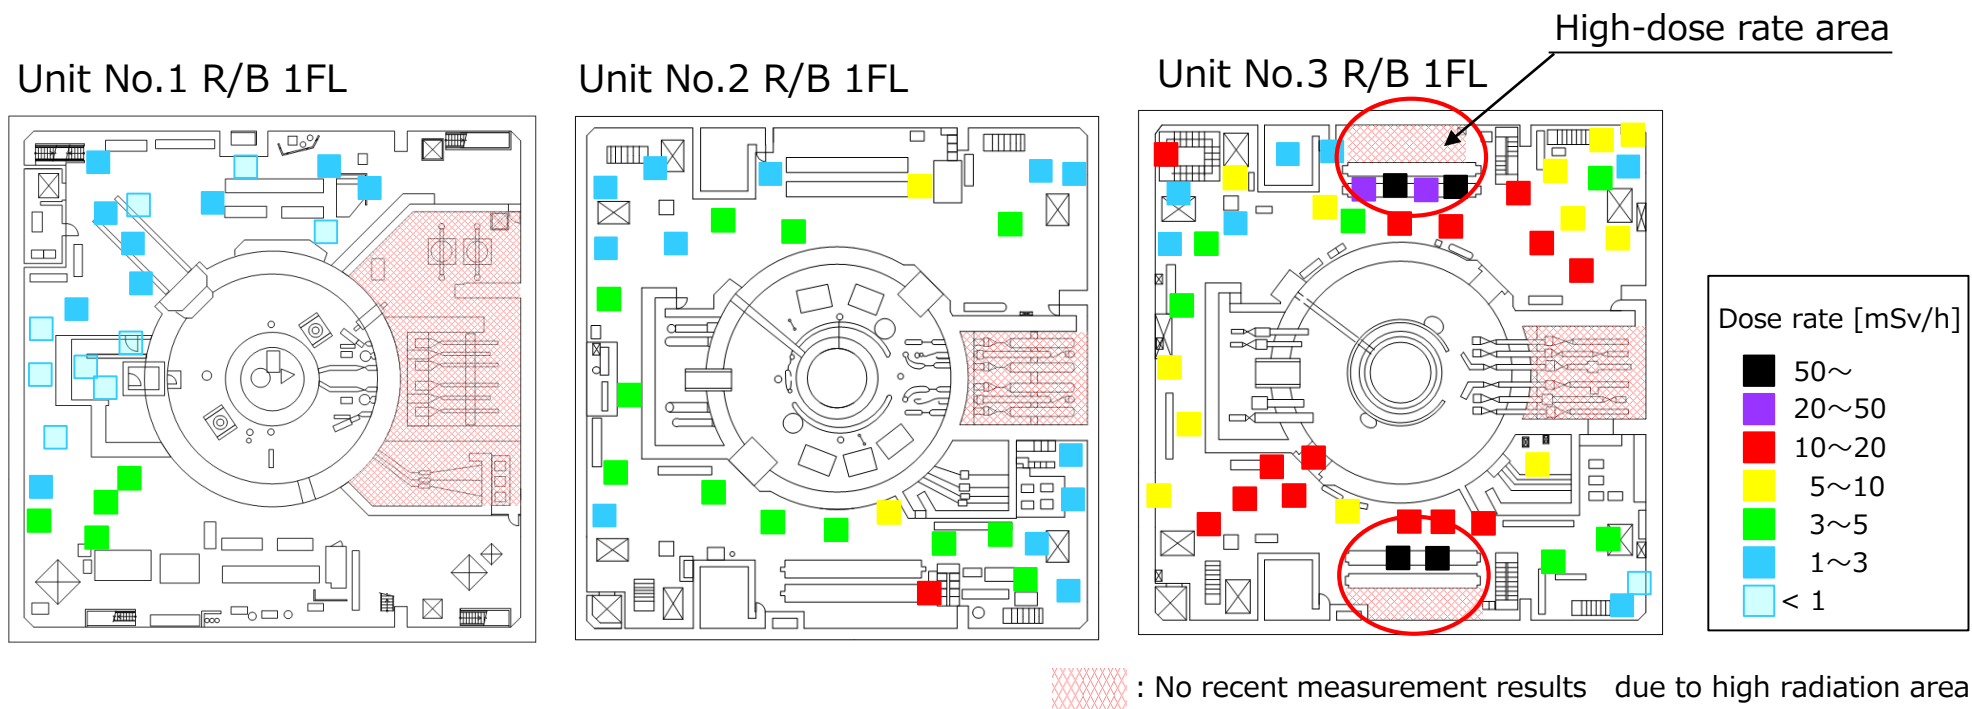 High-dose rate area
Unit No.1 R/B 1FL
Unit No.2 R/B 1FL
Unit No.3 R/B 1FL
Dose rate [mSv/h]
50～
20～50
10～20
5～10
3～5
1～3
< 1
: No recent measurement results due to high radiation area